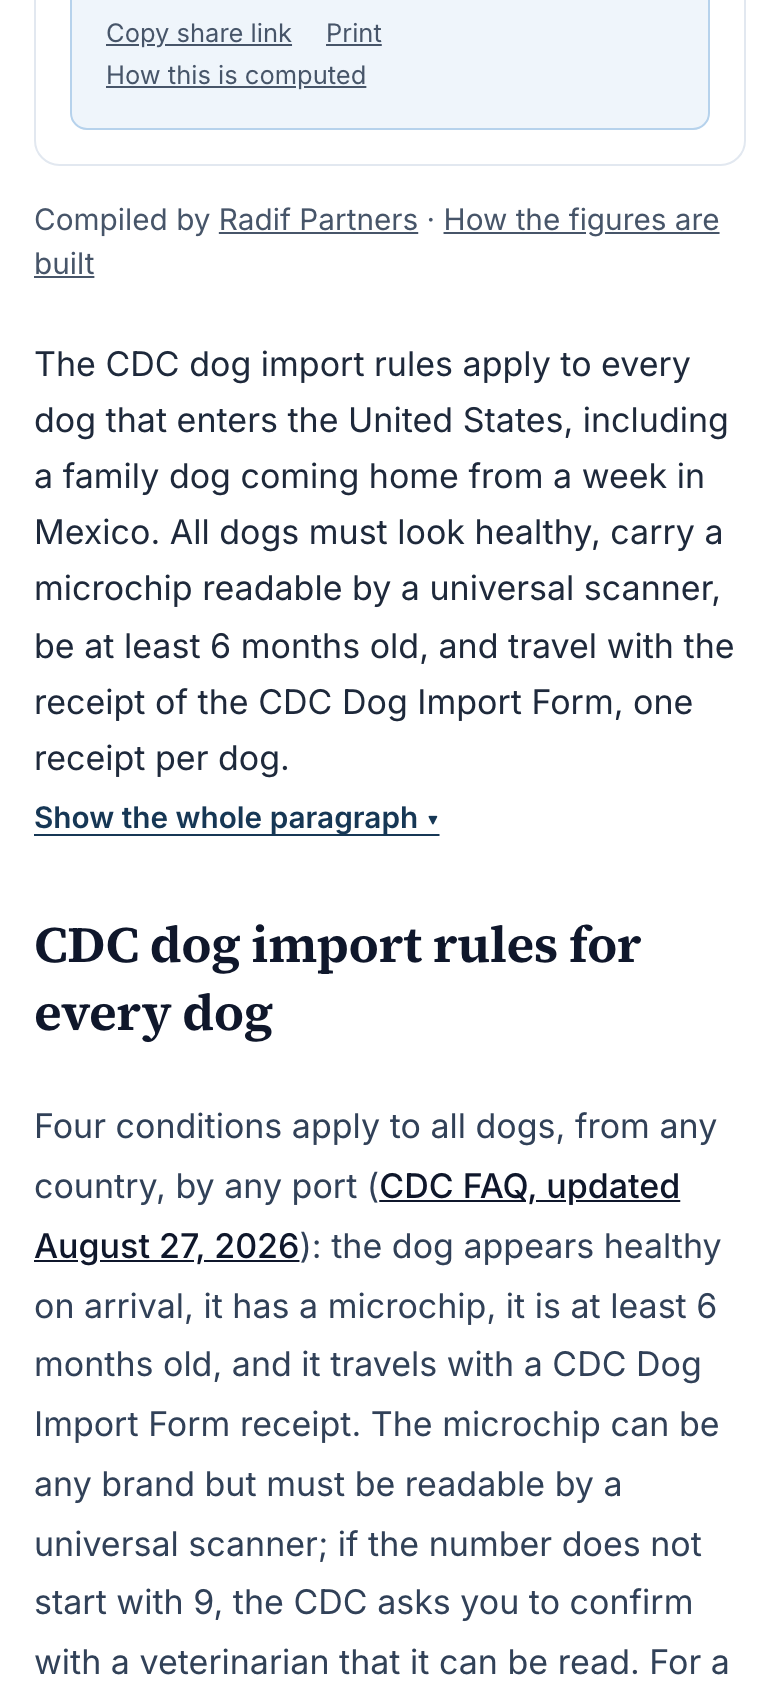 Copy share link Print
How this is computed
Compiled by Radif Partners · How the figures are
built
The CDC dog import rules apply to every
dog that enters the United States, including
a family dog coming home from a week in
Mexico. All dogs must look healthy, carry a
microchip readable by a universal scanner,
be at least 6 months old, and travel with the
receipt of the CDC Dog Import Form, one
receipt per dog.
Show the whole paragraph ▾
CDC dog import rules for
every dog
Four conditions apply to all dogs, from any
country, by any port (CDC FAQ, updated
August 27, 2026): the dog appears healthy
on arrival, it has a microchip, it is at least 6
months old, and it travels with a CDC Dog
Import Form receipt. The microchip can be
any brand but must be readable by a
universal scanner; if the number does not
start with 9, the CDC asks you to confirm
with a veterinarian that it can be read. For a